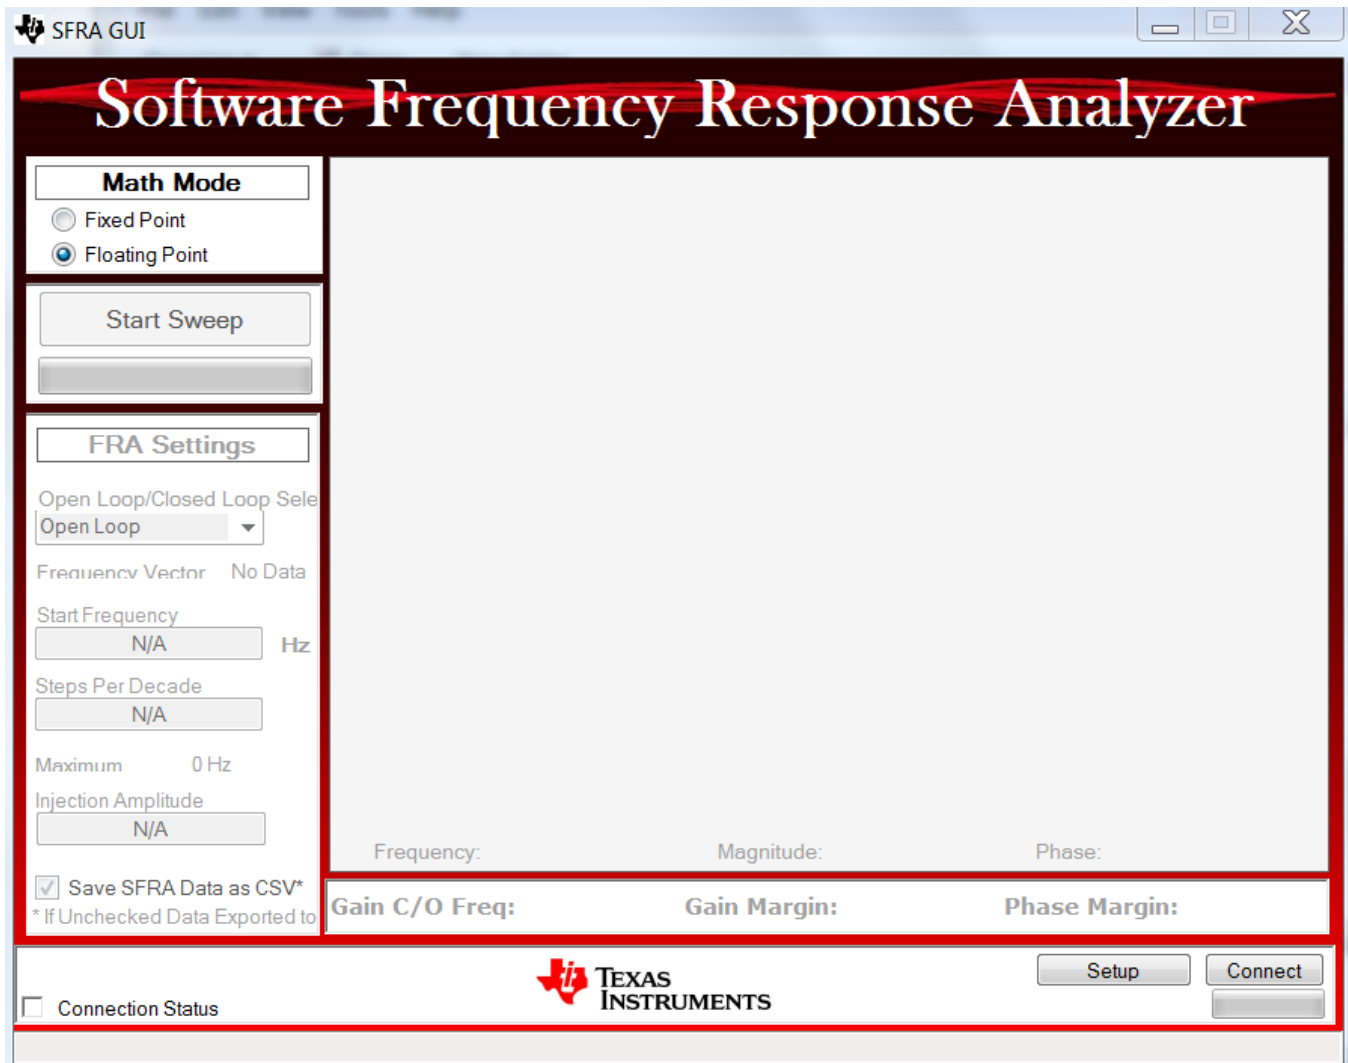 SFRA GUI
Software Frequency Response Analyzer
Math Mode
Fixed Point
Floating Point
Start Sweep
FRA Settings
Open Loop/Closed Loop Sele
Open Loop
Frequency Vector No Data
Start Frequency
N/A Hz
Steps Per Decade
N/A
Maximum 0 Hz
Injection Amplitude
N/A
Save SFRA Data as CSV*
* If Unchecked Data Exported to
Frequency: Magnitude: Phase:
Gain C/O Freq: Gain Margin: Phase Margin:
Connection Status
TEXAS
INSTRUMENTS
Setup Connect